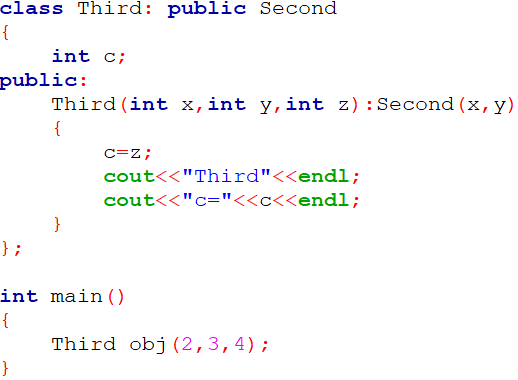 class Third: public Second
{
    int c;
public:
    Third(int x,int y,int z):Second(x,y)
    {
        c=z;
        cout<<"Third"<<endl;
        cout<<"c="<<c<<endl;
    }
};

int main()
{
    Third obj(2,3,4);
}